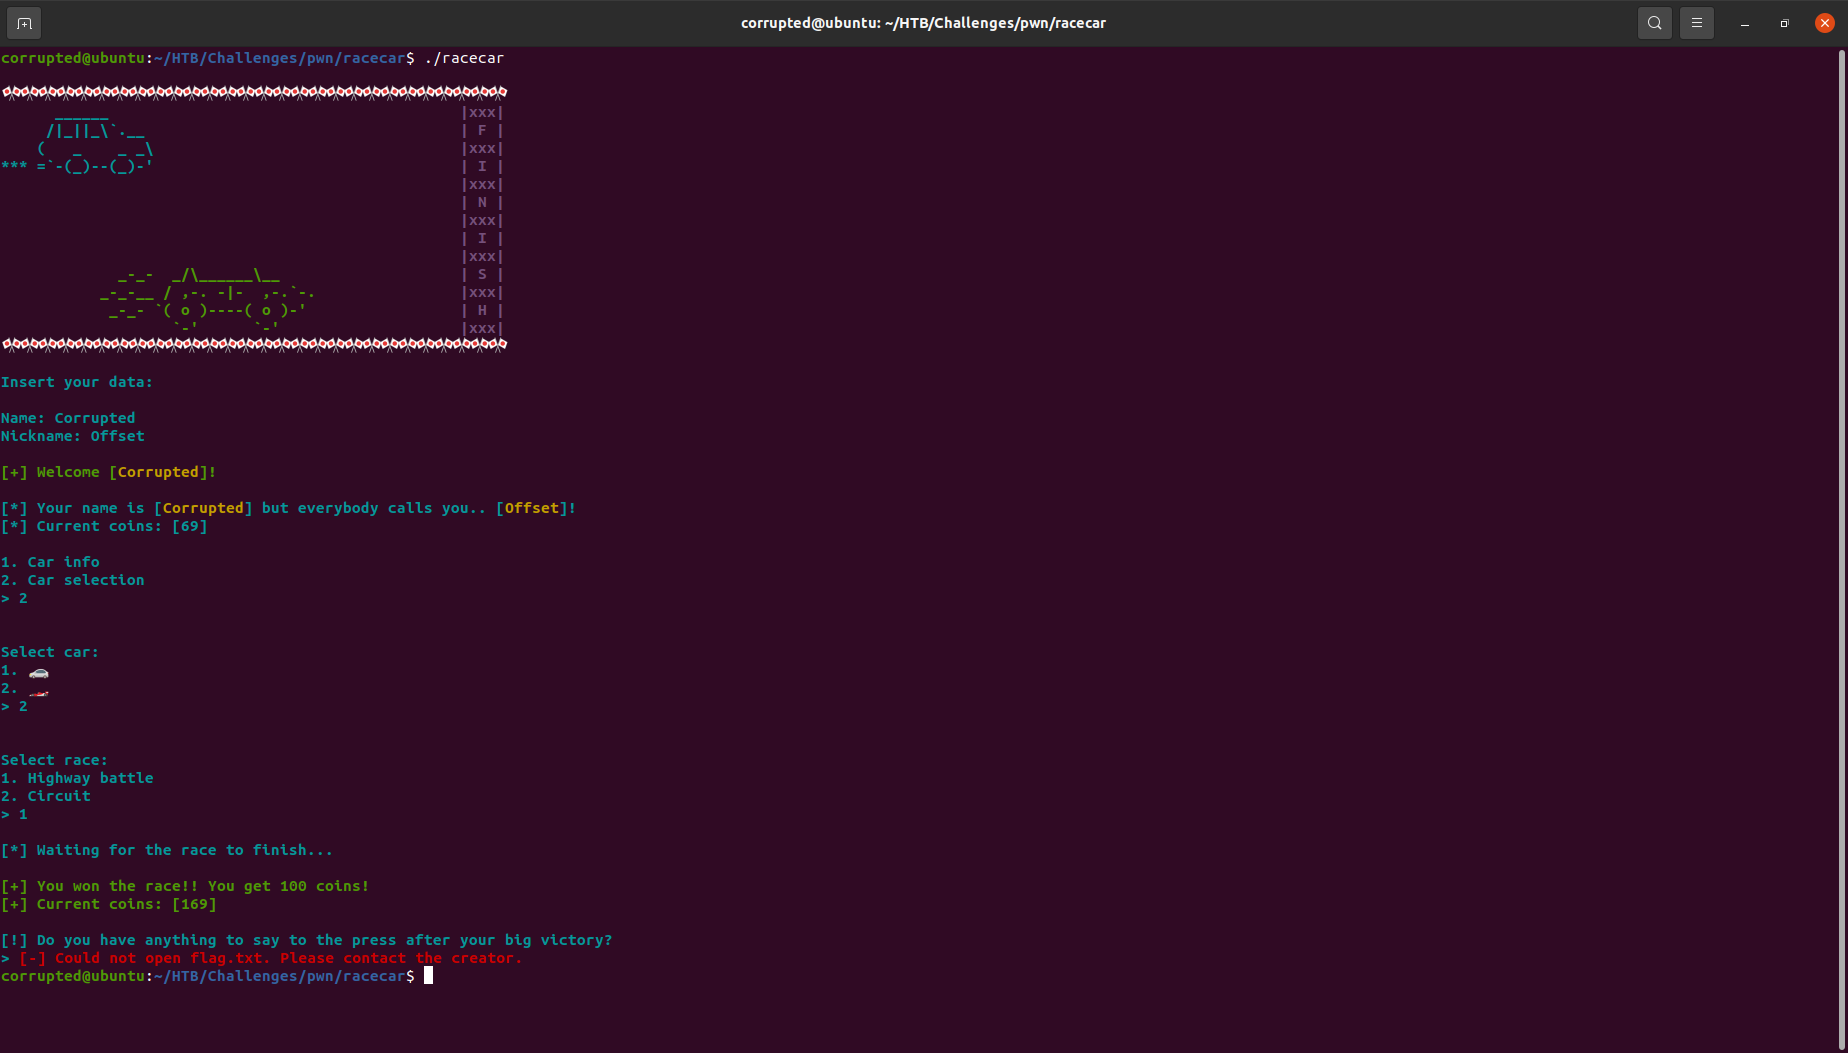 corrupted@ubuntu: ~/HTB/Challenges/pwn/racecar
corrupted@ubuntu:~/HTB/Challenges/pwn/racecar$ ./racecar
|xxx|
| F |
|xxx|
| I |
|xxx|
| N |
|xxx|
| I |
|xxx|
| S |
|xxx|
| H |
|xxx|
Insert your data:
Name: Corrupted
Nickname: Offset
[+] Welcome [Corrupted]!
[*] Your name is [Corrupted] but everybody calls you.. [Offset]!
[*] Current coins: [69]
1. Car info
2. Car selection
> 2
Select car:
1. 🚗
2. 🏎
> 2
Select race:
1. Highway battle
2. Circuit
> 1
[*] Waiting for the race to finish...
[+] You won the race!! You get 100 coins!
[+] Current coins: [169]
[!] Do you have anything to say to the press after your big victory?
> [-] Could not open flag.txt. Please contact the creator.
corrupted@ubuntu:~/HTB/Challenges/pwn/racecar$